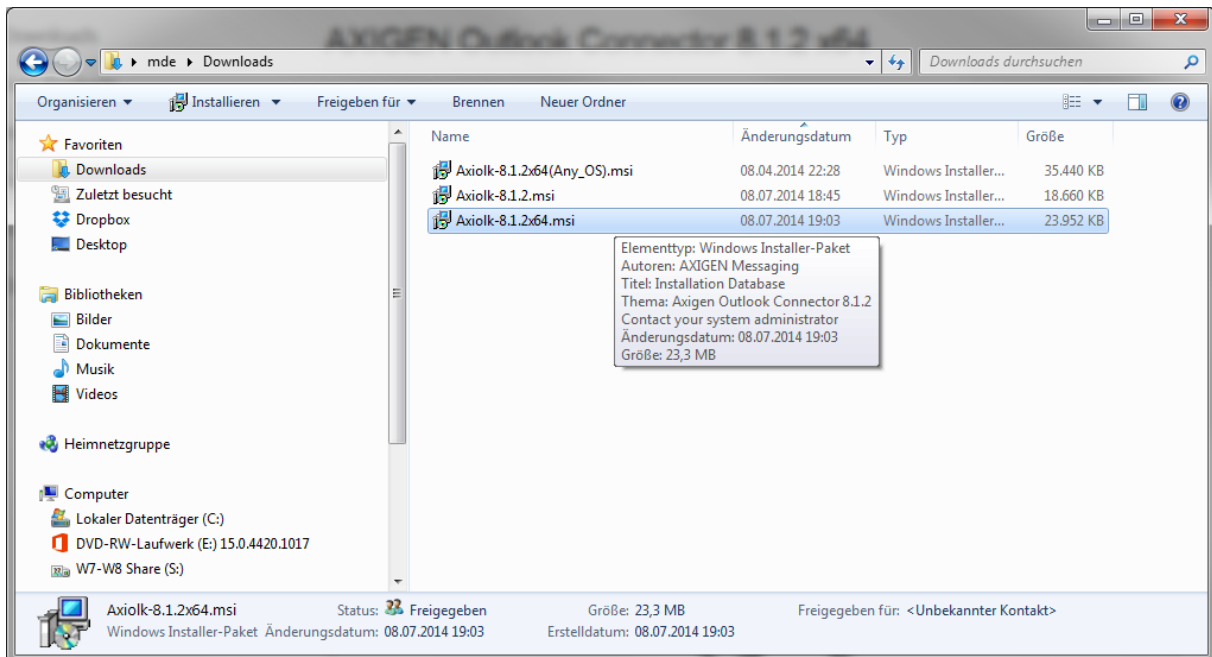 AXIGEN Outlook Connector 8.1.2 x64
mde Downloads
Downloads durchsuchen
Organisieren Installieren Freigeben für Brennen Neuer Ordner
Favoriten
Downloads
Zuletzt besucht
Dropbox
Desktop
Bibliotheken
Bilder
Dokumente
Musik
Videos
Heimnetzgruppe
Computer
Lokaler Datenträger (C:)
DVD-RW-Laufwerk (E:) 15.0.4420.1017
W7-W8 Share (S:)
Name Änderungsdatum Typ Größe
Axiolk-8.1.2x64(Any_OS).msi 08.04.2014 22:28 Windows Installer... 35.440 KB
Axiolk-8.1.2.msi 08.07.2014 18:45 Windows Installer... 18.660 KB
Axiolk-8.1.2x64.msi 08.07.2014 19:03 Windows Installer... 23.952 KB
Elementtyp: Windows Installer-Paket
Autoren: AXIGEN Messaging
Titel: Installation Database
Thema: Axigen Outlook Connector 8.1.2
Contact your system administrator
Änderungsdatum: 08.07.2014 19:03
Größe: 23,3 MB
Axiolk-8.1.2x64.msi Status: Freigegeben Größe: 23,3 MB Freigegeben für: <Unbekannter Kontakt>
Windows Installer-Paket Änderungsdatum: 08.07.2014 19:03 Erstelldatum: 08.07.2014 19:03